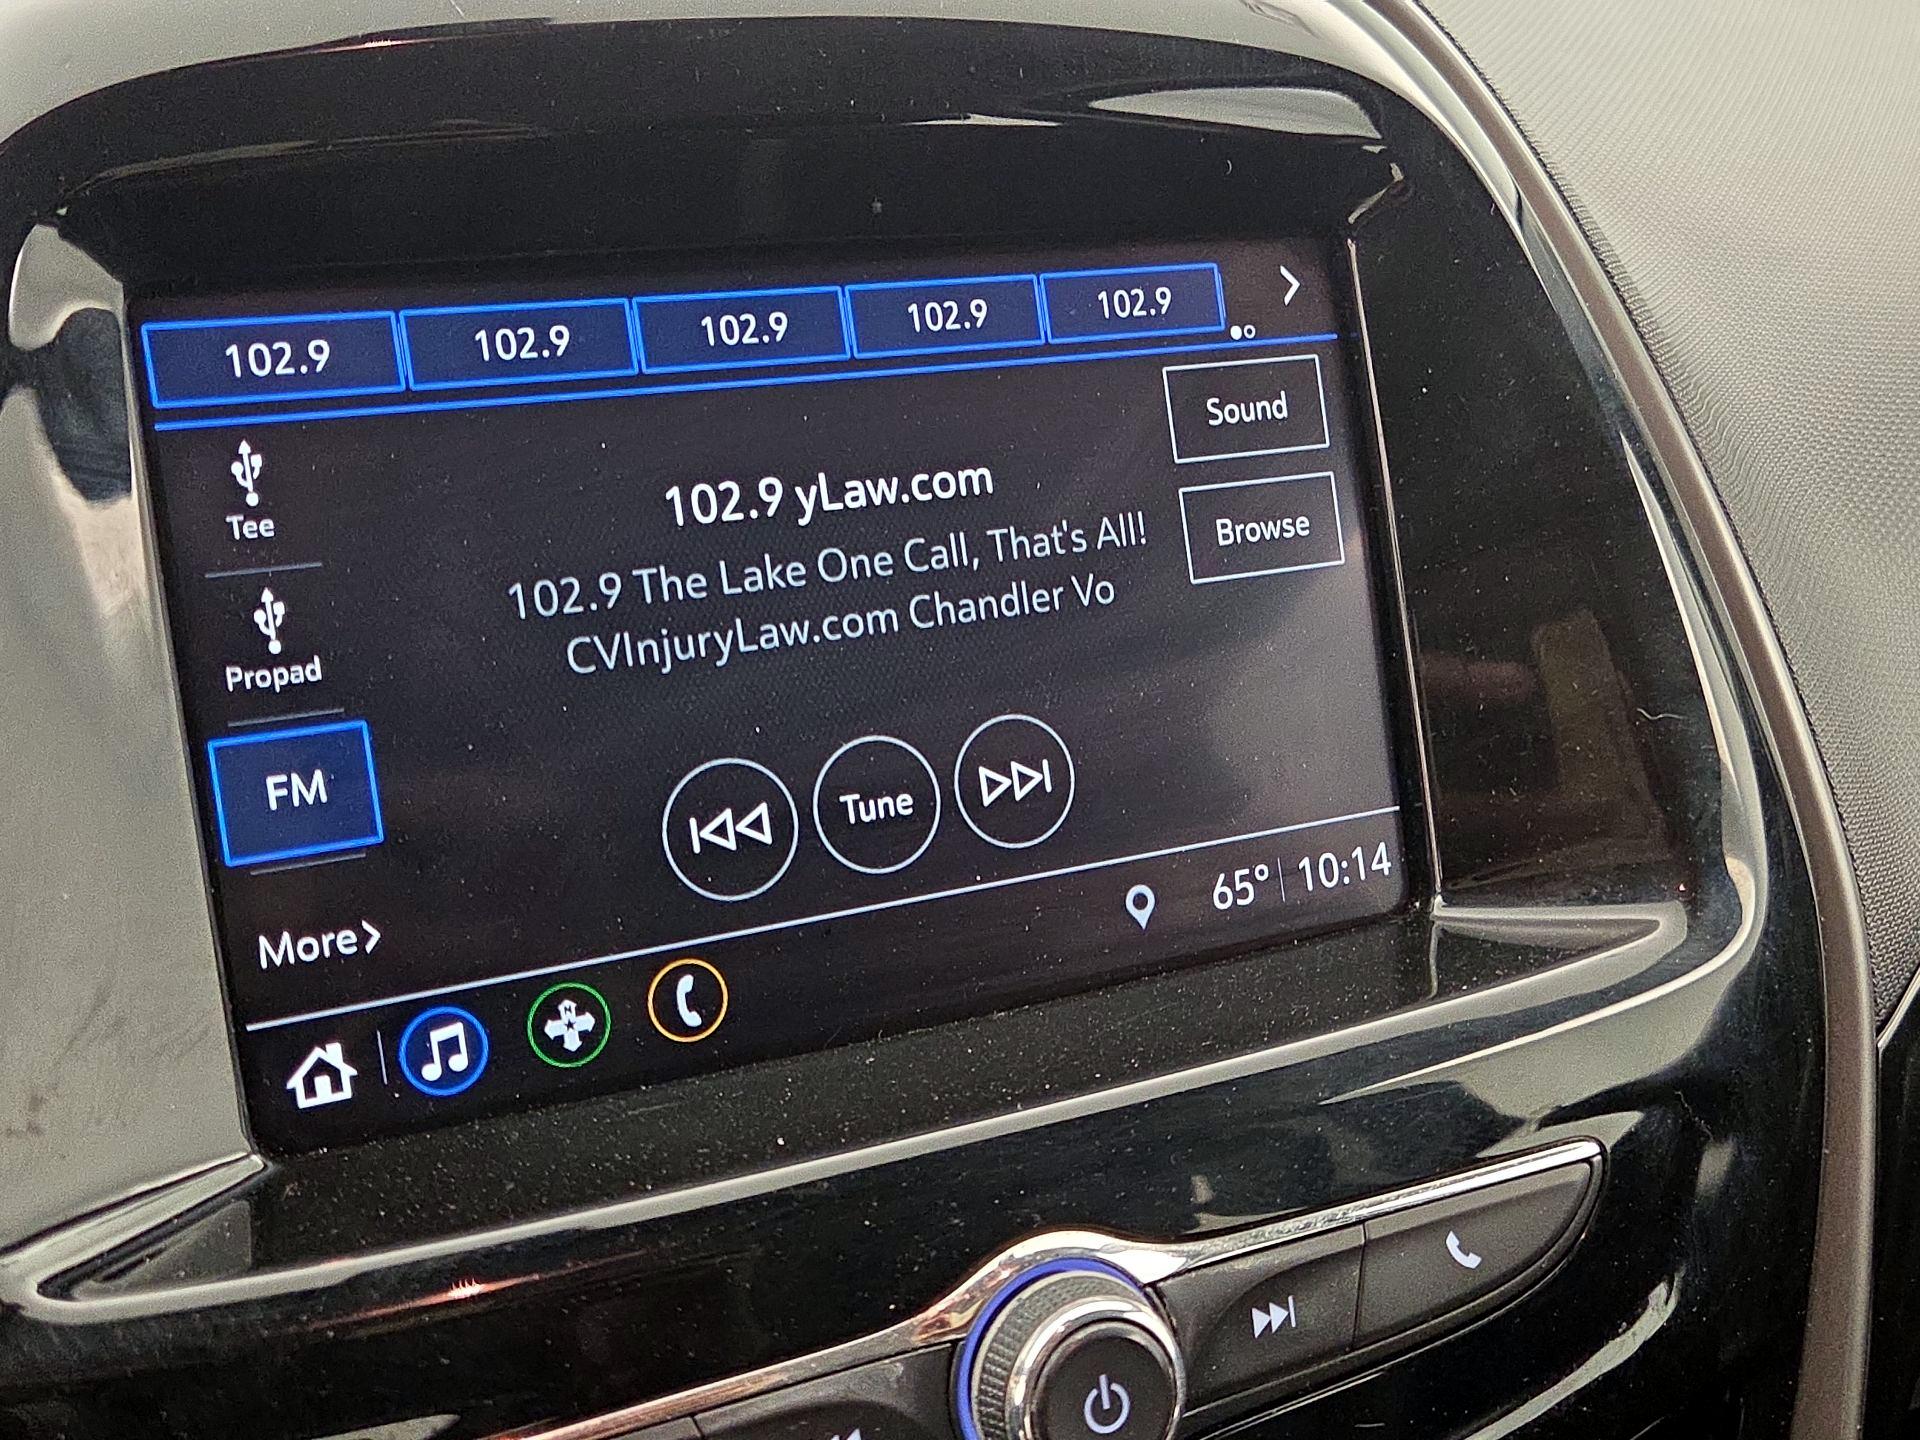 102.9 102.9 102.9 102.9 102.9
Sound
Tee
102.9 yLaw.com
Browse
102.9 The Lake One Call, That's All!
CVInjuryLaw.com Chandler Vo
Propad
FM
Tune
More
65° 10:14
N